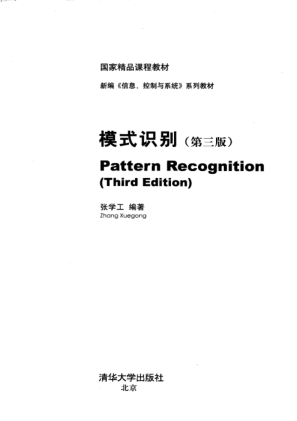 国家精品课程教材
新编《信息、控制与系统》系列教材
模式识别(第三版)
Pattern Recognition
(Third Edition)
张学工 编著
Zhang Xuegong
清华大学出版社
北京